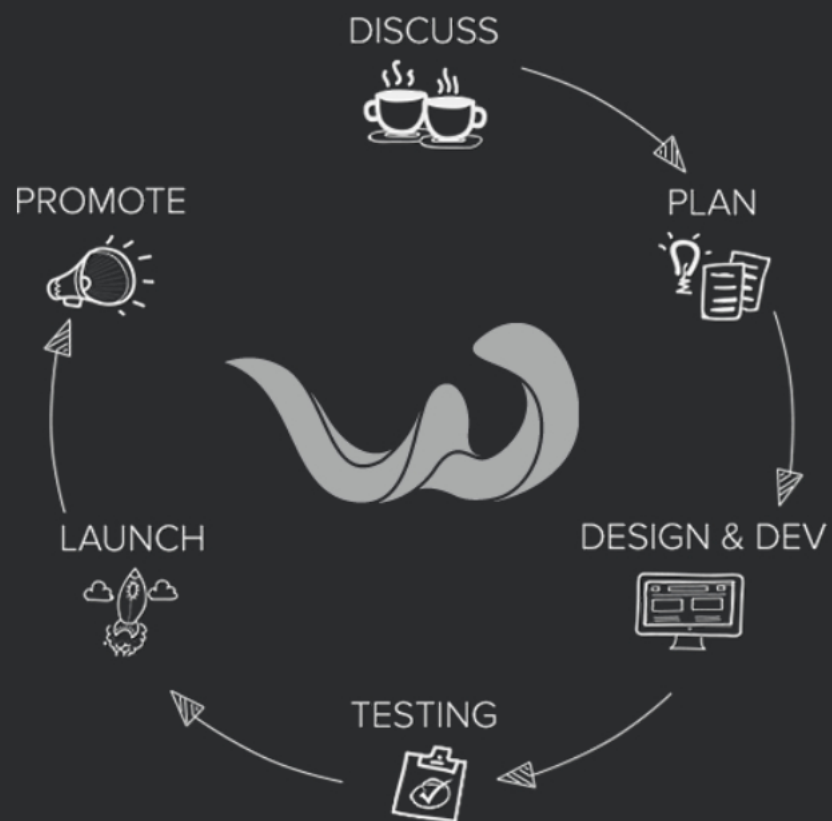 DISCUSS
PLAN
DESIGN & DEV
TESTING
LAUNCH
PROMOTE